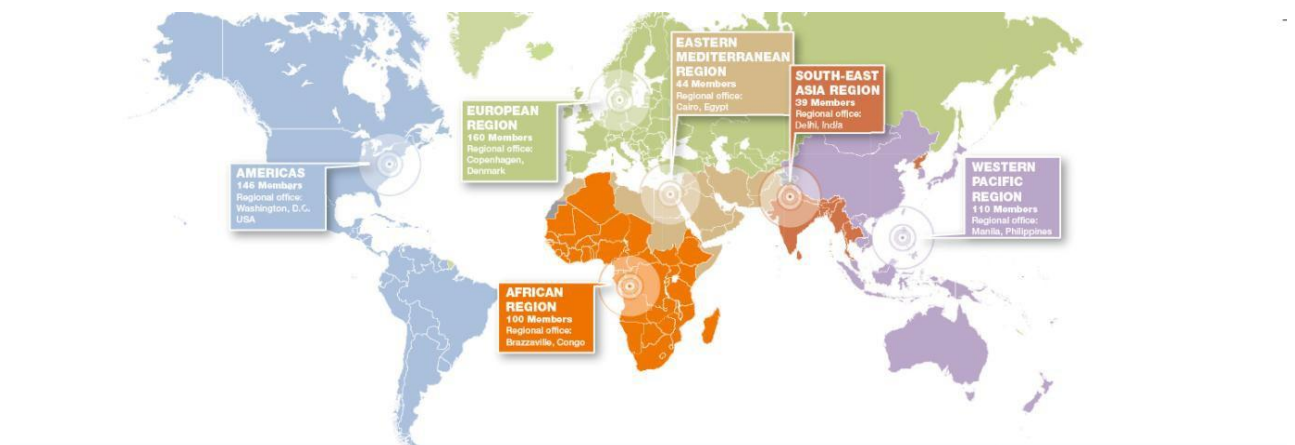 EASTERN
MEDITERRANEAN
REGION
44 Members
Regional office:
Cairo, Egypt
SOUTH-EAST
ASIA REGION
39 Members
Regional office:
Delhi, India
EUROPEAN
REGION
160 Members
Regional office:
Copenhagen,
Denmark
AMERICAS
146 Members
Regional office:
Washington, D.C.
USA
WESTERN
PACIFIC
REGION
110 Members
Regional office:
Manila, Philippines
AFRICAN
REGION
100 Members
Regional office:
Brazzaville, Congo